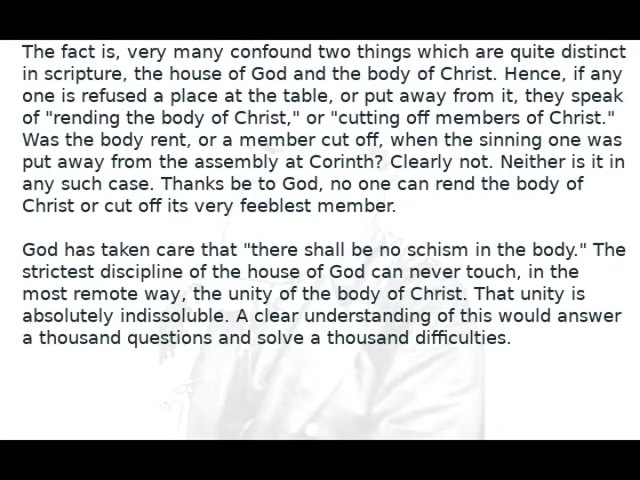 The fact is, very many confound two things which are quite distinct
in scripture, the house of God and the body of Christ. Hence, if any
one is refused a place at the table, or put away from it, they speak
of "rending the body of Christ," or "cutting off members of Christ."
Was the body rent, or a member cut off, when the sinning one was
put away from the assembly at Corinth? Clearly not. Neither is it in
any such case. Thanks be to God, no one can rend the body of
Christ or cut off its very feeblest member.
God has taken care that "there shall be no schism in the body." The
strictest discipline of the house of God can never touch, in the
most remote way, the unity of the body of Christ. That unity is
absolutely indissoluble. A clear understanding of this would answer
a thousand questions and solve a thousand difficulties.